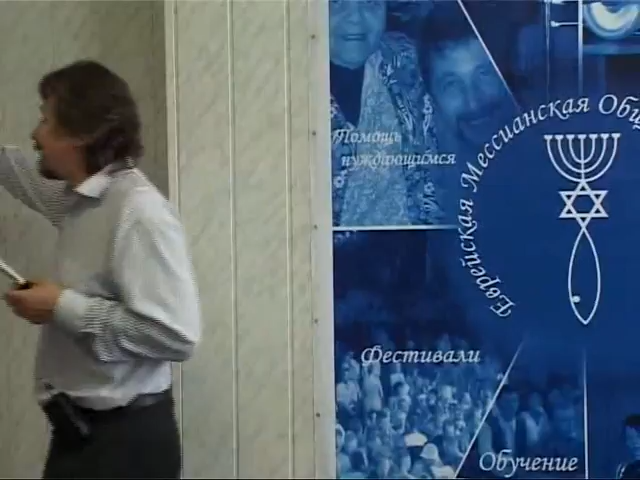 Помощь
нуждающимся
Еврейская Мессианская
Фестивали
Обучение